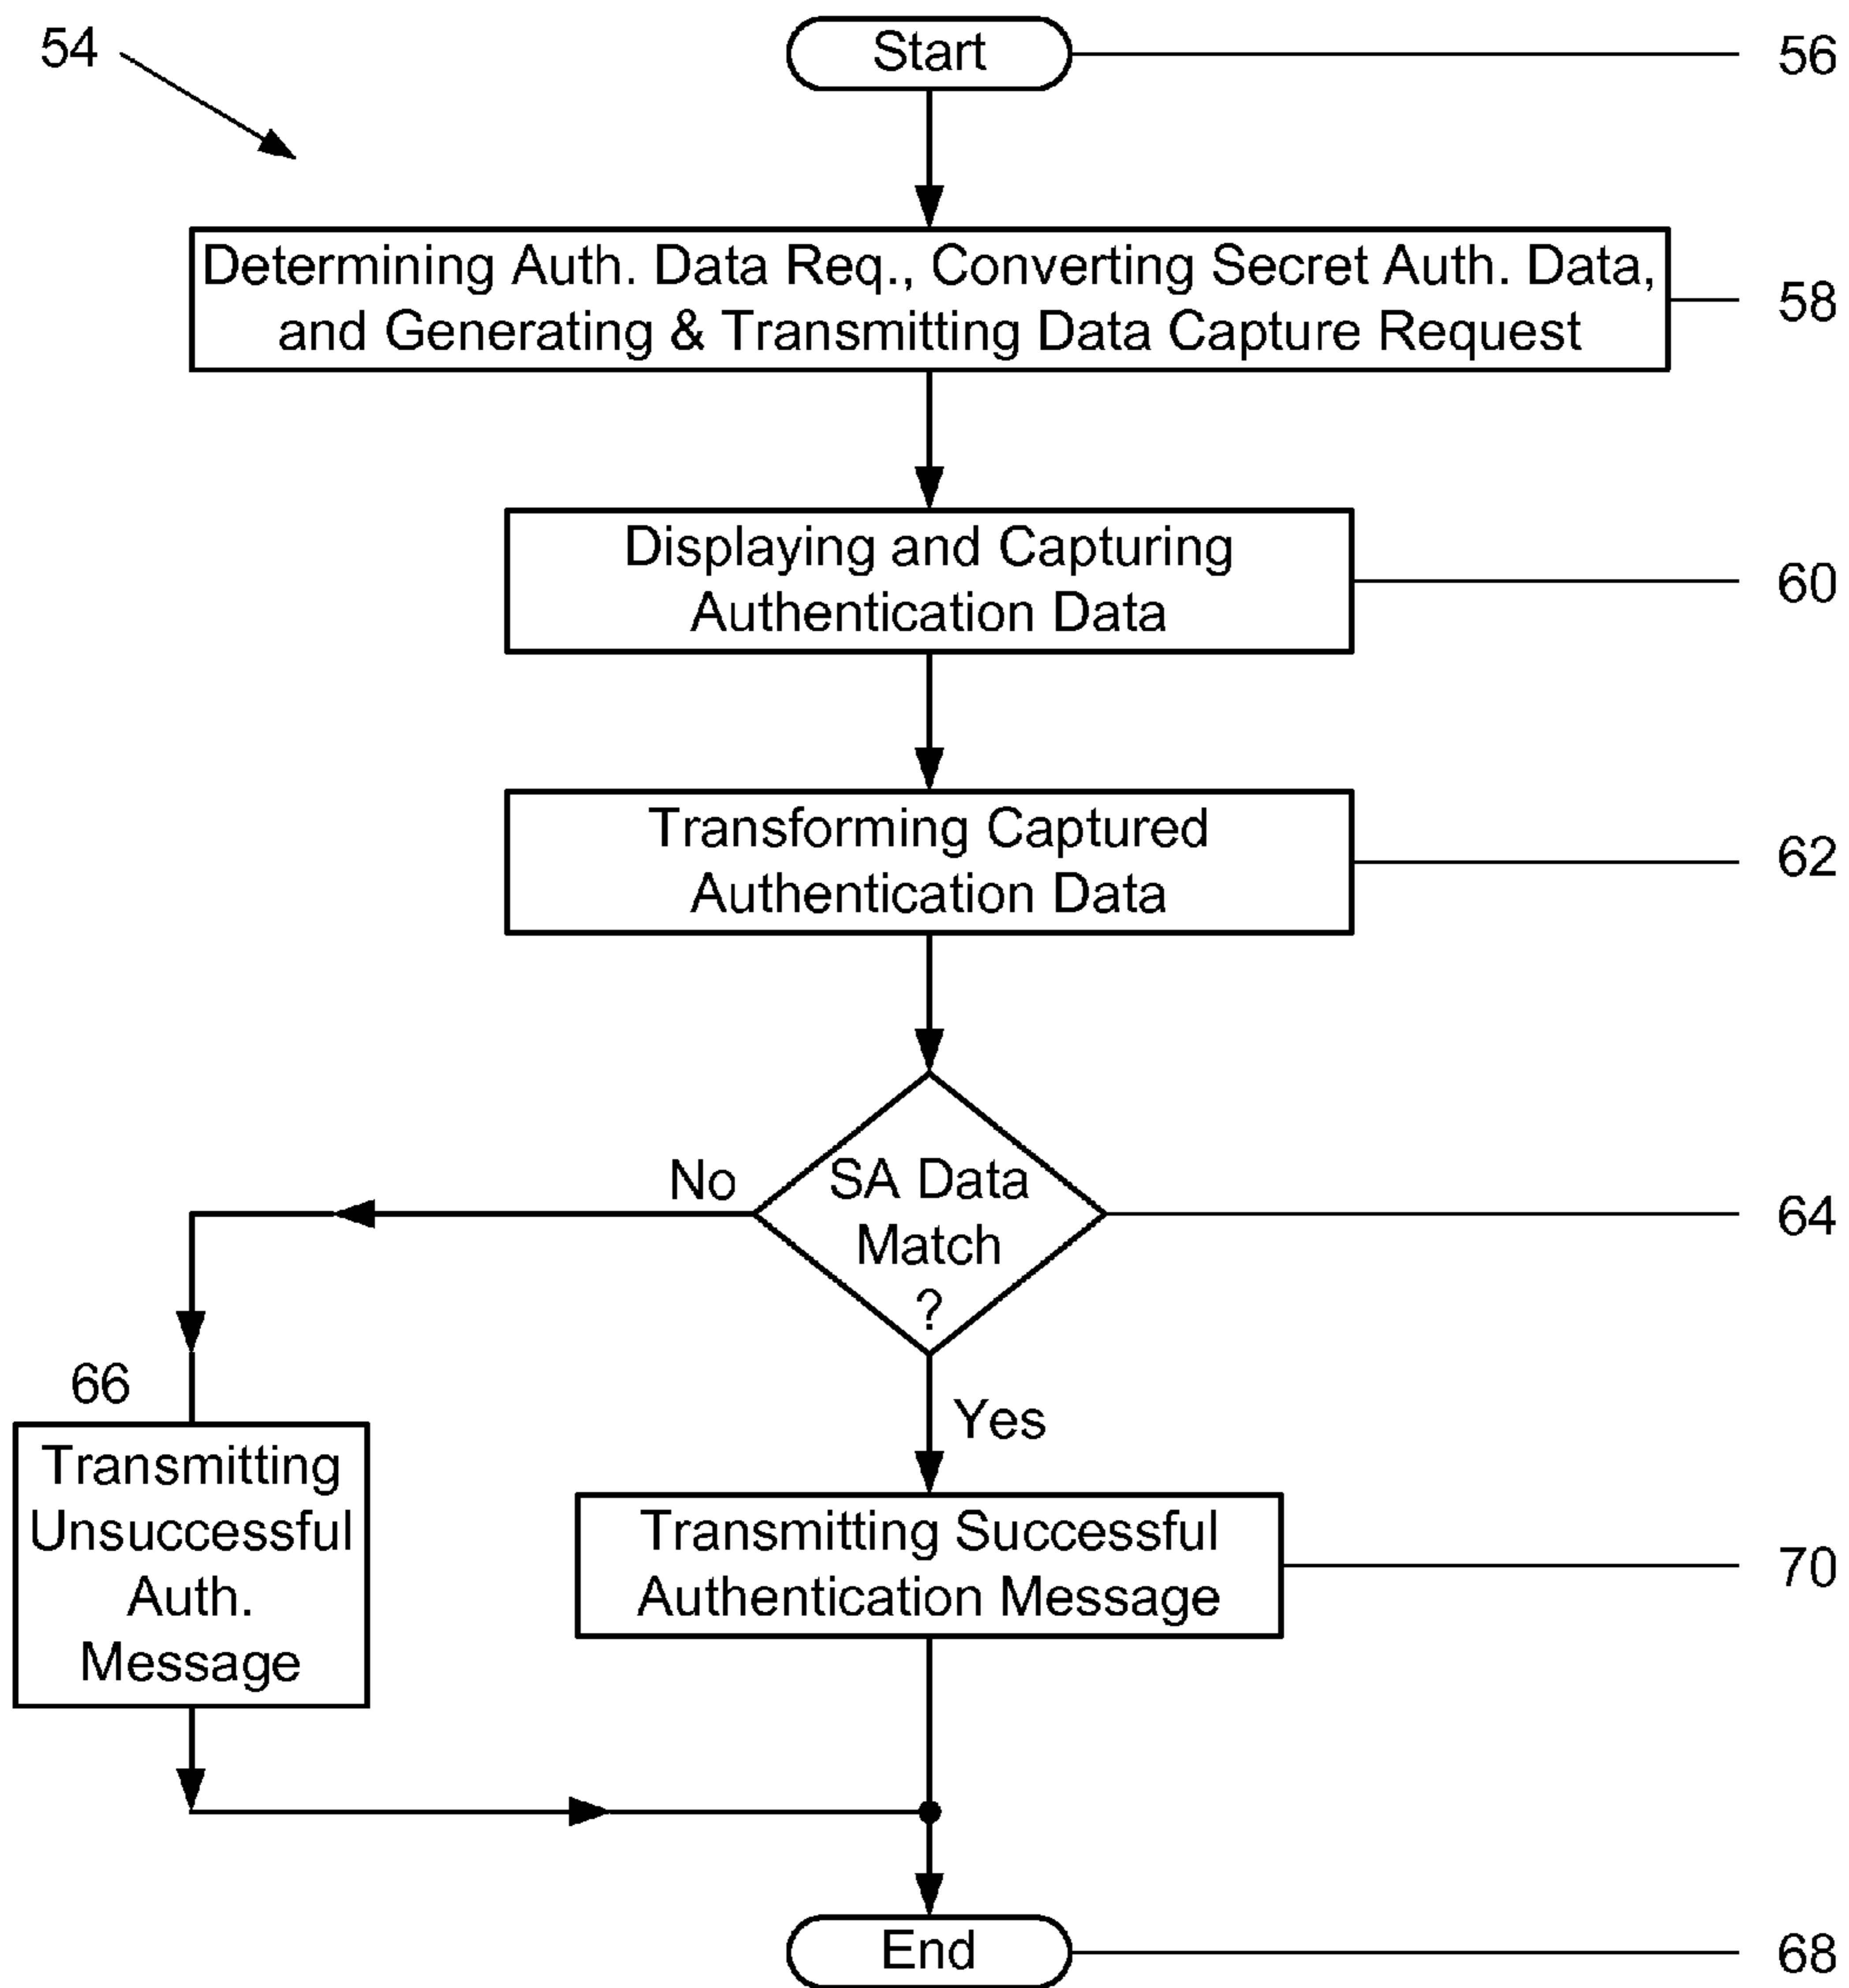 54
Start
56
Determining Auth. Data Req., Converting Secret Auth. Data,
and Generating & Transmitting Data Capture Request
58
Displaying and Capturing
Authentication Data
60
Transforming Captured
Authentication Data
62
No
SA Data
Match
?
64
66
Yes
Transmitting
Unsuccessful
Auth.
Message
Transmitting Successful
Authentication Message
70
End
68